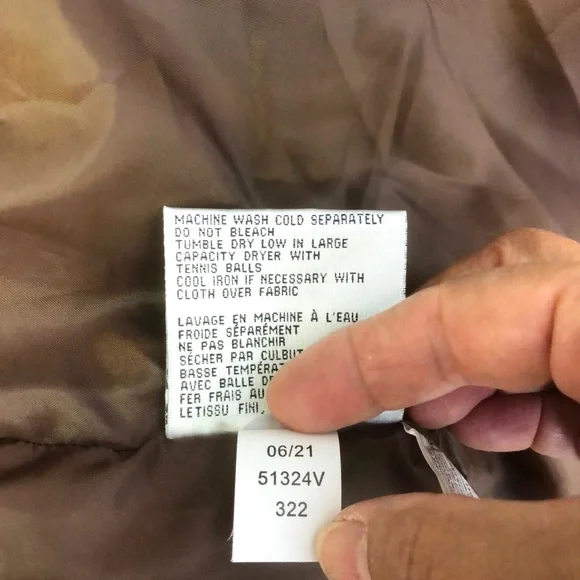 MACHINE WASH COLD SEPARATELY
DO NOT BLEACH
TUMBLE DRY LOW IN LARGE
CAPACITY DRYER WITH
TENNIS BALLS
COOL IRON IF NECESSARY WITH
CLOTH OVER FABRIC
LAVAGE EN MACHINE À L'EAU
FROIDE SÉPARÉMENT
NE PAS BLANCHIR
SÉCHER PAR
BASSE
AVEC BALLE
FER FRAIS AU
LETISSU FINI,
06/21
51324V
322